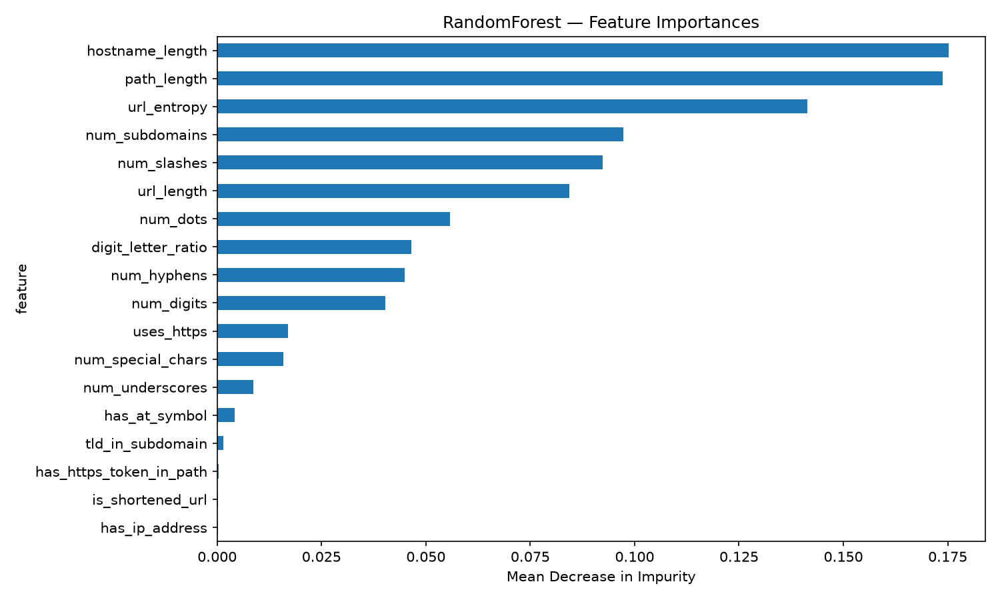 RandomForest — Feature Importances
hostname_length
path_length
url_entropy
num_subdomains
num_slashes
url_length
num_dots
digit_letter_ratio
num_hyphens
num_digits
uses_https
num_special_chars
num_underscores
has_at_symbol
tld_in_subdomain
has_https_token_in_path
is_shortened_url
has_ip_address
feature
0.000 0.025 0.050 0.075 0.100 0.125 0.150 0.175
Mean Decrease in Impurity